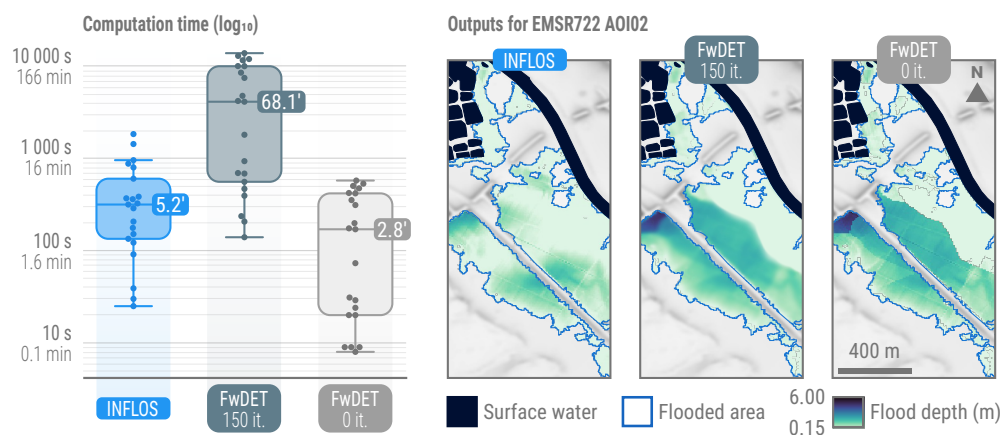 Computation time (log₁₀)
10 000 s
166 min
1 000 s
16 min
100 s
1.6 min
10 s
0.1 min
5.2'
68.1'
2.8'
INFLOS
FwDET
150 it.
FwDET
0 it.
Outputs for EMSR722 AOI02
INFLOS
FwDET
150 it.
FwDET
0 it.
N
400 m
Surface water
Flooded area
6.00
0.15
Flood depth (m)